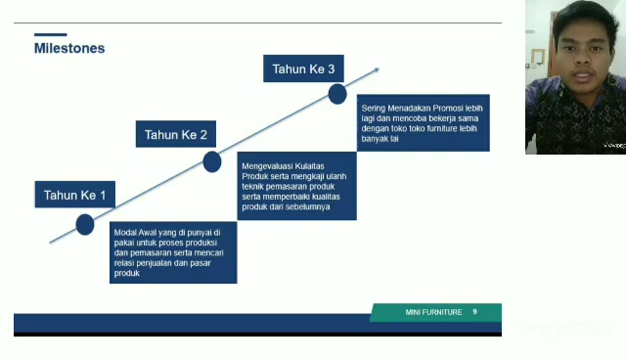 Milestones
Tahun Ke 3
Sering Menadakan Promosi lebih
lagi dan mencoba bekerja sama
dengan toko toko furniture lebih
banyak lai
Tahun Ke 2
Mengevaluasi Kulaitas
Produk serta mengkaji ulanh
teknik pemasaran produk
serta memperbaiki kualitas
produk dari sebelumnya
Tahun Ke 1
Modal Awal yang di punyai di
pakai untuk proses produksi
dan pemasaran serta mencari
relasi penjualan dan pasar
produk
MINI FURNITURE 9